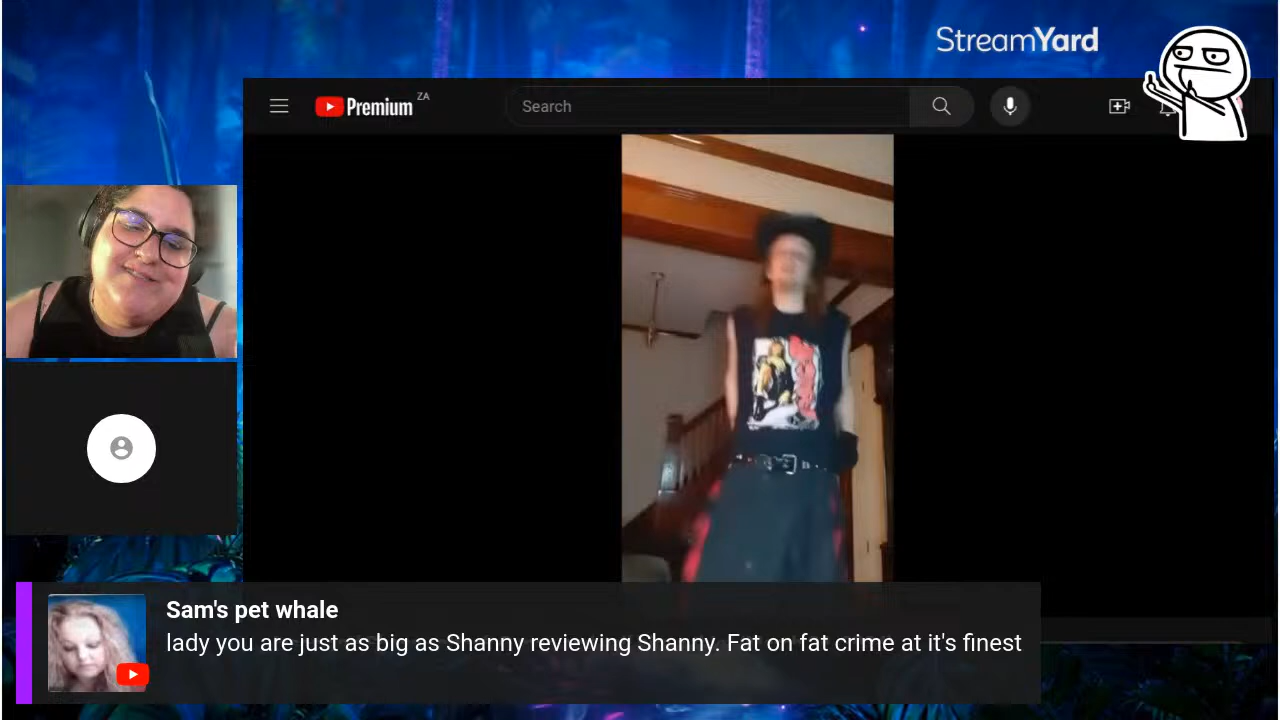 StreamYard
Premium ZA
Search
Sam's pet whale
lady you are just as big as Shanny reviewing Shanny. Fat on fat crime at it's finest